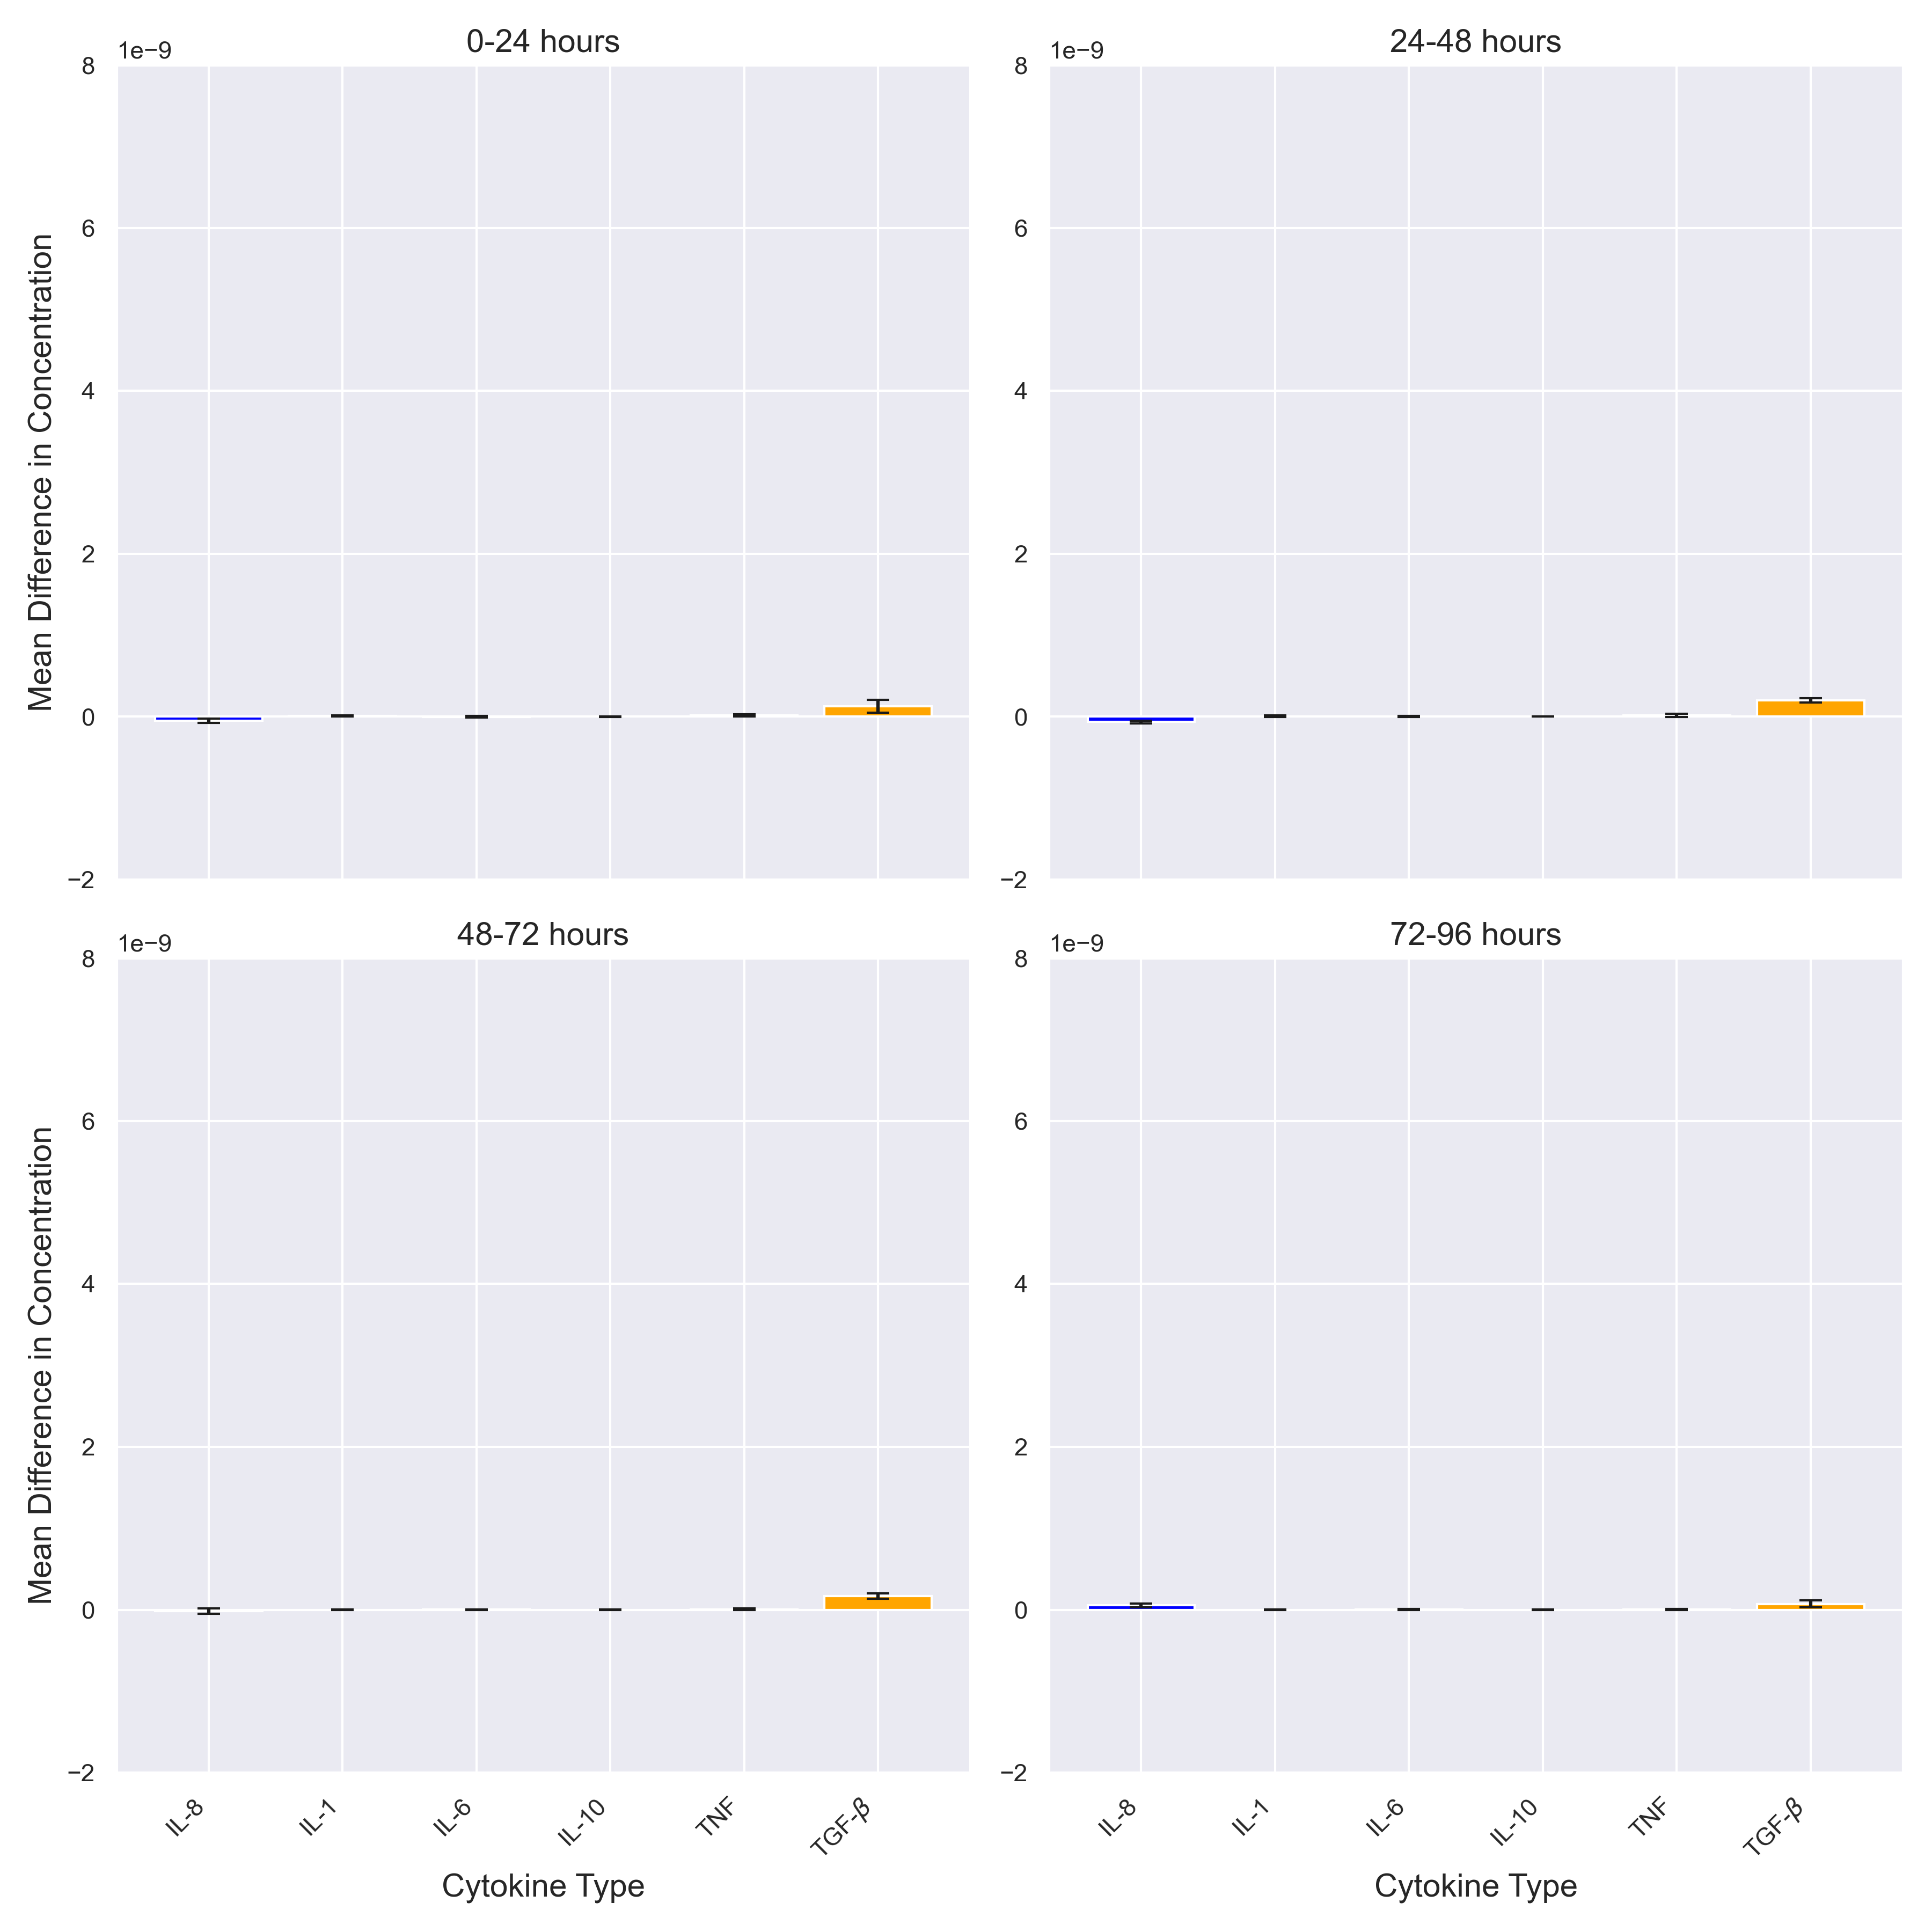 0-24 hours
24-48 hours
1e−9
1e−9
8
6
4
2
0
−2
8
6
4
2
0
−2
Mean Difference in Concentration
48-72 hours
72-96 hours
1e−9
1e−9
8
6
4
2
0
−2
8
6
4
2
0
−2
Mean Difference in Concentration
IL-8 IL-1 IL-6 IL-10 TNF TGF-β
IL-8 IL-1 IL-6 IL-10 TNF TGF-β
Cytokine Type
Cytokine Type